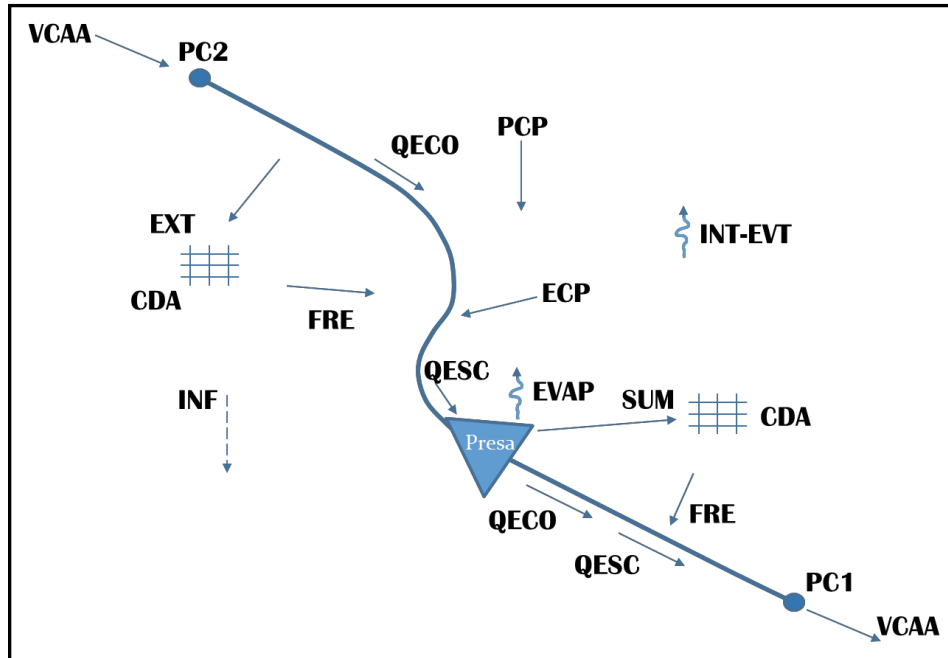 VCAA
PC2
QECO
PCP
EXT
INT-EVT
CDA
FRE
ECP
INF
QESC
EVAP
SUM
CDA
Presa
QECO
FRE
QESC
PC1
VCAA